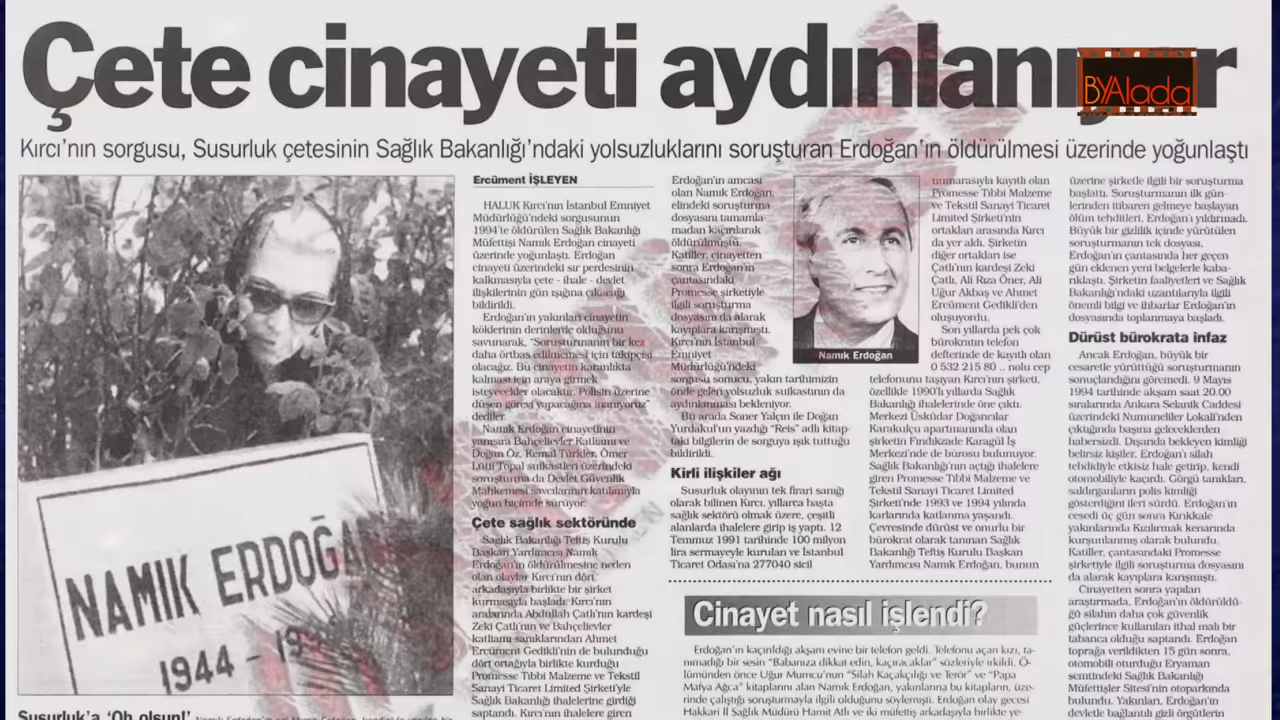 Çete cinayeti aydınlanıyor
BYAlada
Kırcı'nın sorgusu, Susurluk çetesinin Sağlık Bakanlığı'ndaki yolsuzluklarını soruşturan Erdoğan'ın öldürülmesi üzerinde yoğunlaştı
NAMIK ERDOĞAN
1944 - 19
Susurluk'a 'Oh olsun!'
Ercüment İŞLEYEN
HALUK Kırcı'nın İstanbul Emniyet
Müdürlüğü'ndeki sorgusunun
1994'te öldürülen Sağlık Bakanlığı
Müfettişi Namık Erdoğan cinayeti
üzerinde yoğunlaştı. Erdoğan
cinayeti üzerindeki sır perdesinin
kalkmasıyla çete - ihale - devlet
ilişkilerinin gün ışığına çıkacağı
bildirildi.
Erdoğan'ın yakınları cinayetin
köklerinin derinlerde olduğunu
savunarak, "Soruşturmanın bir kez
daha örtbas edilmemesi için takipçisi
olacağız. Bu cinayetin karanlıkta
kalması için araya girmek
isteyecekler olacaktır. Polisin üzerine
düşen görevi yapacağına inanıyoruz"
dediler.
Namık Erdoğan cinayetinin
yanısıra Bahçelievler Katliamı ve
Doğan Öz, Kemal Türkler, Ömer
Lütfi Topal suikastleri üzerindeki
soruşturma da Devlet Güvenlik
Mahkemesi savcılarının katılımıyla
yoğun biçimde sürüyor.
Çete sağlık sektöründe
Sağlık Bakanlığı Teftiş Kurulu
Başkan Yardımcısı Namık
Erdoğan'ın öldürülmesine neden
olan olaylar Kırcı'nın dört
arkadaşıyla birlikte bir şirket
kurmasıyla başladı. Kırcı'nın
aralarında Abdullah Çatlı'nın kardeşi
Zeki Çatlı'nın ve Bahçelievler
katliamı sanıklarından Ahmet
Ercüment Gedikli'nin de bulunduğu
dört ortağıyla birlikte kurduğu
Promesse Tıbbi Malzeme ve Tekstil
Sanayi Ticaret Limited Şirketi'yle
Sağlık Bakanlığı ihalelerine girdiği
saptandı. Kırcı'nın ihalelere giren
Erdoğan'ın amcası
olan Namık Erdoğan,
elindeki soruşturma
dosyasını tamamla-
madan kaçırılarak
öldürülmüştü.
Katiller, cinayetten
sonra Erdoğan'ın
çantasındaki
Promesse şirketiyle
ilgili soruşturma
dosyasını da alarak
kayıplara karışmıştı.
Kırcı'nın İstanbul
Emniyet
Müdürlüğü'ndeki
sorgusu sonucu, yakın tarihimizin
önde gelen yolsuzluk suikastının da
aydınlanması bekleniyor.
Bu arada Soner Yalçın ile Doğan
Yurdakul'un yazdığı "Reis" adlı kitap-
taki bilgilerin de sorguya ışık tuttuğu
bildirildi.
Kirli ilişkiler ağı
Susurluk olayının tek firari sanığı
olarak bilinen Kırcı, yıllarca başta
sağlık sektörü olmak üzere, çeşitli
alanlarda ihalelere girip iş yaptı. 12
Temmuz 1991 tarihinde 100 milyon
lira sermayeyle kurulan ve İstanbul
Ticaret Odası'na 277040 sicil
Namık Erdoğan
numarasıyla kayıtlı olan
Promesse Tıbbi Malzeme
ve Tekstil Sanayi Ticaret
Limited Şirketi'nin
ortakları arasında Kırcı
da yer aldı. Şirketin
diğer ortakları ise
Çatlı'nın kardeşi Zeki
Çatlı, Ali Rıza Öner, Ali
Uğur Akbaş ve Ahmet
Ercüment Gedikli'den
oluşuyordu.
Son yıllarda pek çok
bürokratın telefon
defterinde de kayıtlı olan
0 532 215 80 .. nolu cep
telefonunu taşıyan Kırcı'nın şirketi,
özellikle 1990'lı yıllarda Sağlık
Bakanlığı ihalelerinde öne çıktı.
Merkezi Üsküdar Doğancılar
Karakulçu apartmanında olan
şirketin Fındıkzade Karagül İş
Merkezi'nde de bürosu bulunuyor.
Sağlık Bakanlığı'nın açtığı ihalelere
giren Promesse Tıbbi Malzeme ve
Tekstil Sanayi Ticaret Limited
Şirketi'nde 1993 ve 1994 yılında
karlarında katlanma yaşandı.
Çevresinde dürüst ve onurlu bir
bürokrat olarak tanınan Sağlık
Bakanlığı Teftiş Kurulu Başkan
Yardımcısı Namık Erdoğan, bunun
üzerine şirketle ilgili bir soruşturma
başlattı. Soruşturmanın ilk gün-
lerinden itibaren gelmeye başlayan
ölüm tehditleri, Erdoğan'ı yıldırmadı.
Büyük bir gizlilik içinde yürütülen
soruşturmanın tek dosyası,
Erdoğan'ın çantasında her geçen
gün eklenen yeni belgelerle kaba-
rıklaştı. Şirketin faaliyetleri ve Sağlık
Bakanlığı'ndaki uzantılarıyla ilgili
önemli bilgi ve ihbarlar Erdoğan'ın
dosyasında toplanmaya başladı.
Dürüst bürokrata infaz
Ancak Erdoğan, büyük bir
cesaretle yürüttüğü soruşturmanın
sonuçlandığını göremedi. 9 Mayıs
1994 tarihinde akşam saat 20.00
sıralarında Ankara Selanik Caddesi
üzerindeki Numuneliler Lokali'nden
çıktığında başına geleceklerden
habersizdi. Dışarıda bekleyen kimliği
belirsiz kişiler, Erdoğan'ı silah
tehdidiyle etkisiz hale getirip, kendi
otomobiliyle kaçırdı. Görgü tanıkları,
saldırganların polis kimliği
gösterdiğini ileri sürdü. Erdoğan'ın
cesedi üç gün sonra Kırıkkale
yakınlarında Kızılırmak kenarında
kurşunlanmış olarak bulundu.
Katiller, çantasındaki Promesse
şirketiyle ilgili soruşturma dosyasını
da alarak kayıplara karışmıştı.
Cinayetten sonra yapılan
araştırmada, Erdoğan'ın öldürüldü-
ğü silahın daha çok güvenlik
güçlerince kullanılan ithal malı bir
tabanca olduğu saptandı. Erdoğan
toprağa verildikten 15 gün sonra,
otomobili oturduğu Eryaman
semtindeki Sağlık Bakanlığı
Müfettişler Sitesi'nin otoparkında
bulundu. Yakınları, Erdoğan'ın
devletle bağlantılı gizli örgütlerin
Cinayet nasıl işlendi?
Erdoğan'ın kaçırıldığı akşam evine bir telefon geldi. Telefonu açan kızı, ta-
nımadığı bir sesin "Babanıza dikkat edin, kaçıracaklar" sözleriyle irkildi. Ö-
lümünden önce Uğur Mumcu'nun "Silah Kaçakçılığı ve Terör" ve "Papa
Mafya Ağca" kitaplarını alan Namık Erdoğan, yakınlarına bu kitapların, üze-
rinde çalıştığı soruşturmayla ilgili olduğunu söylemişti. Erdoğan olay gecesi
Hakkari İl Sağlık Müdürü Hamit Atlı ve iki müfettiş arkadaşıyla birlikte ye-